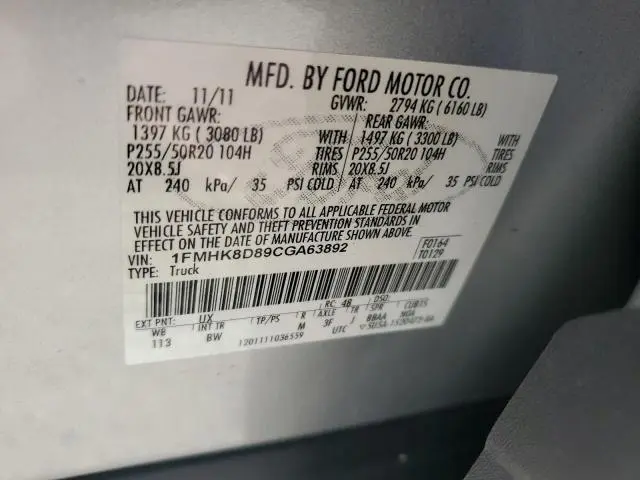 MFD. BY FORD MOTOR CO.
DATE: 11/11 GVWR: 2794 KG ( 6160 LB)
FRONT GAWR: REAR GAWR:
1397 KG ( 3080 LB) WITH 1497 KG ( 3300 LB) WITH
P255/50R20 104H TIRES P255/50R20 104H TIRES
20X8.5J RIMS 20X8.5J RIMS
AT 240 kPa/ 35 PSI COLD AT 240 kPa/ 35 PSI COLD
THIS VEHICLE CONFORMS TO ALL APPLICABLE FEDERAL MOTOR
VEHICLE SAFETY AND THEFT PREVENTION STANDARDS IN
EFFECT ON THE DATE OF MANUFACTURE SHOWN ABOVE.
VIN: 1FMHK8D89CGA63892 F0164
TYPE: Truck T0129
EXT PNT: UX RC: 4B DSO:
WB INT TR TP/PS R AXLE TR SPR CUBTS
113 BW M 3F J BBAA NOA
1201111036559 UTC